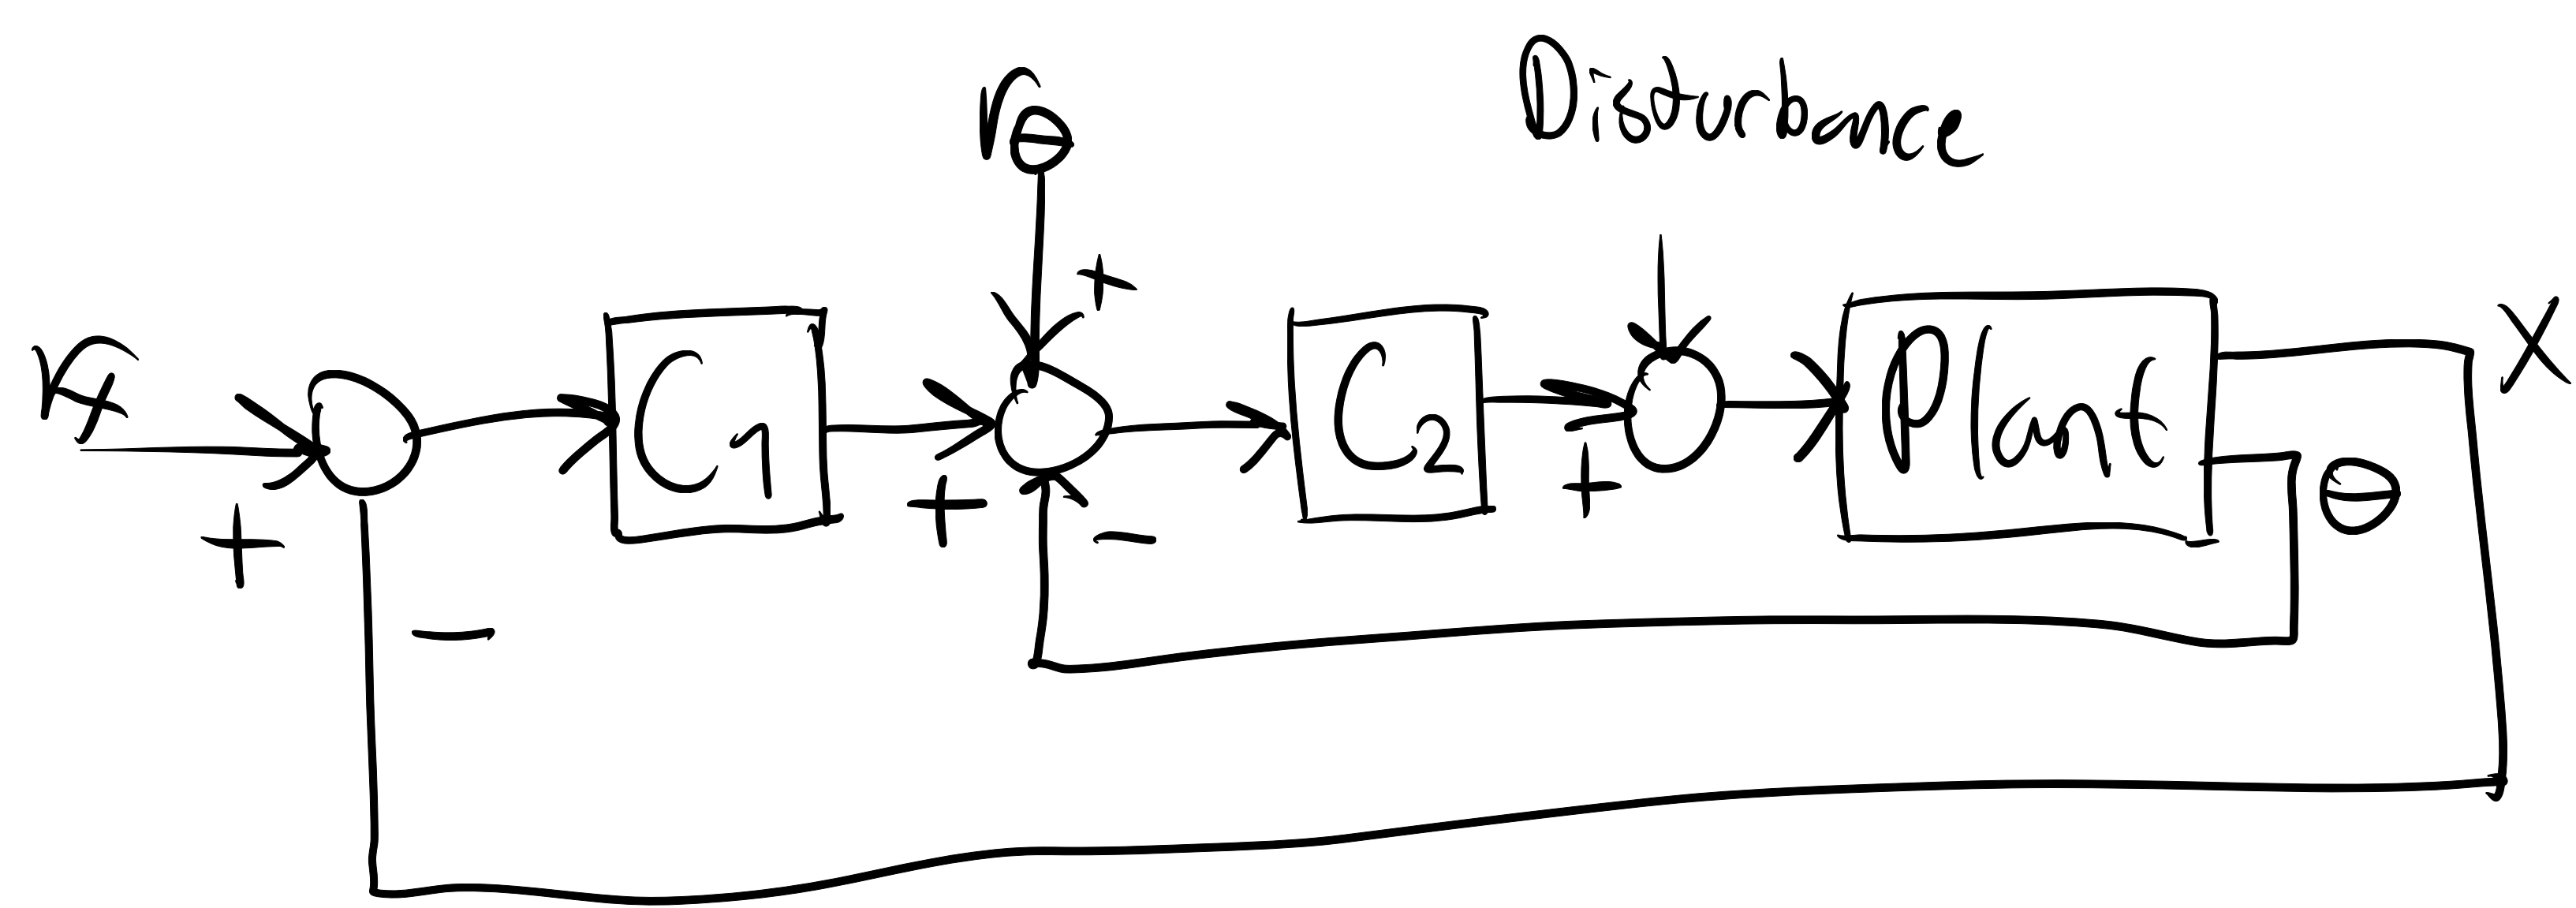 Disturbance
rθ
+
rx
C1
C2
Plant
X
θ
+
+
-
+
-